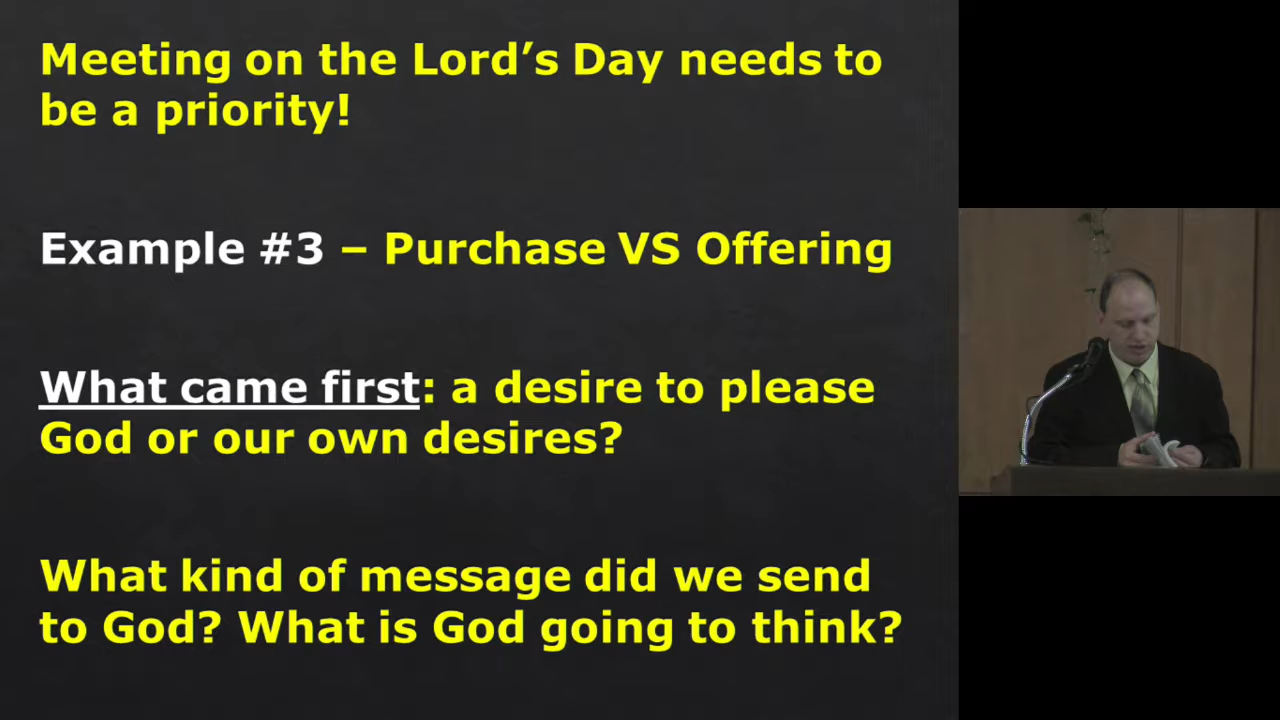 Meeting on the Lord’s Day needs to
be a priority!
Example #3 – Purchase VS Offering
What came first: a desire to please
God or our own desires?
What kind of message did we send
to God? What is God going to think?